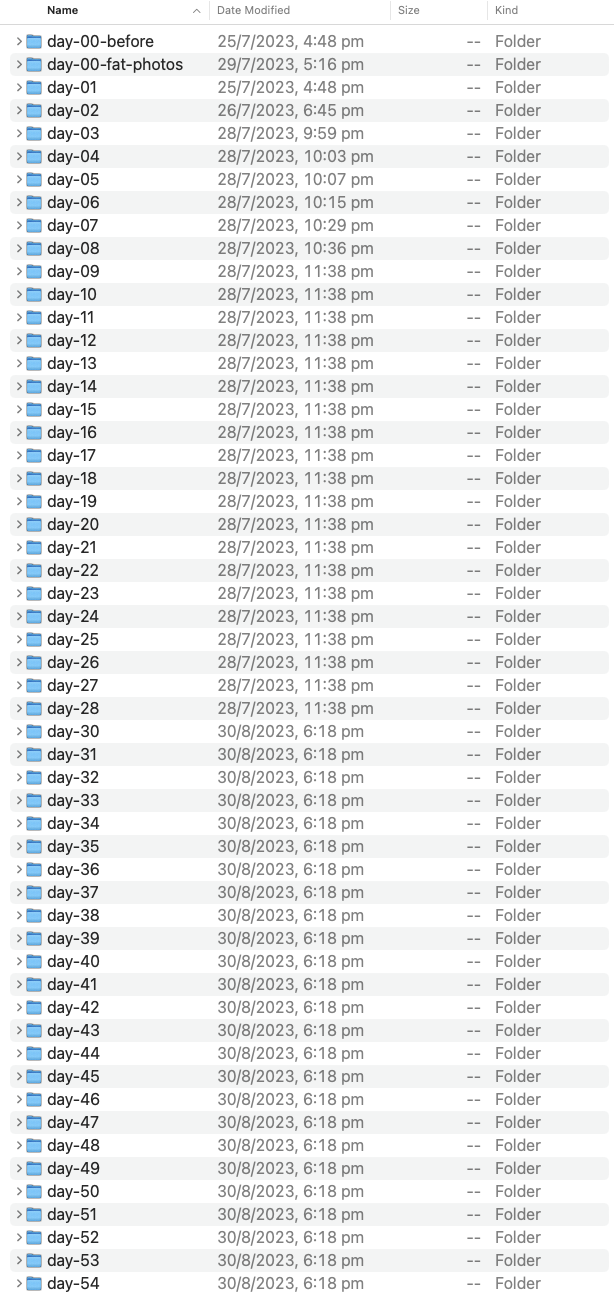 Name Date Modified Size Kind
day-00-before 25/7/2023, 4:48 pm -- Folder
day-00-fat-photos 29/7/2023, 5:16 pm -- Folder
day-01 25/7/2023, 4:48 pm -- Folder
day-02 26/7/2023, 6:45 pm -- Folder
day-03 28/7/2023, 9:59 pm -- Folder
day-04 28/7/2023, 10:03 pm -- Folder
day-05 28/7/2023, 10:07 pm -- Folder
day-06 28/7/2023, 10:15 pm -- Folder
day-07 28/7/2023, 10:29 pm -- Folder
day-08 28/7/2023, 10:36 pm -- Folder
day-09 28/7/2023, 11:38 pm -- Folder
day-10 28/7/2023, 11:38 pm -- Folder
day-11 28/7/2023, 11:38 pm -- Folder
day-12 28/7/2023, 11:38 pm -- Folder
day-13 28/7/2023, 11:38 pm -- Folder
day-14 28/7/2023, 11:38 pm -- Folder
day-15 28/7/2023, 11:38 pm -- Folder
day-16 28/7/2023, 11:38 pm -- Folder
day-17 28/7/2023, 11:38 pm -- Folder
day-18 28/7/2023, 11:38 pm -- Folder
day-19 28/7/2023, 11:38 pm -- Folder
day-20 28/7/2023, 11:38 pm -- Folder
day-21 28/7/2023, 11:38 pm -- Folder
day-22 28/7/2023, 11:38 pm -- Folder
day-23 28/7/2023, 11:38 pm -- Folder
day-24 28/7/2023, 11:38 pm -- Folder
day-25 28/7/2023, 11:38 pm -- Folder
day-26 28/7/2023, 11:38 pm -- Folder
day-27 28/7/2023, 11:38 pm -- Folder
day-28 28/7/2023, 11:38 pm -- Folder
day-30 30/8/2023, 6:18 pm -- Folder
day-31 30/8/2023, 6:18 pm -- Folder
day-32 30/8/2023, 6:18 pm -- Folder
day-33 30/8/2023, 6:18 pm -- Folder
day-34 30/8/2023, 6:18 pm -- Folder
day-35 30/8/2023, 6:18 pm -- Folder
day-36 30/8/2023, 6:18 pm -- Folder
day-37 30/8/2023, 6:18 pm -- Folder
day-38 30/8/2023, 6:18 pm -- Folder
day-39 30/8/2023, 6:18 pm -- Folder
day-40 30/8/2023, 6:18 pm -- Folder
day-41 30/8/2023, 6:18 pm -- Folder
day-42 30/8/2023, 6:18 pm -- Folder
day-43 30/8/2023, 6:18 pm -- Folder
day-44 30/8/2023, 6:18 pm -- Folder
day-45 30/8/2023, 6:18 pm -- Folder
day-46 30/8/2023, 6:18 pm -- Folder
day-47 30/8/2023, 6:18 pm -- Folder
day-48 30/8/2023, 6:18 pm -- Folder
day-49 30/8/2023, 6:18 pm -- Folder
day-50 30/8/2023, 6:18 pm -- Folder
day-51 30/8/2023, 6:18 pm -- Folder
day-52 30/8/2023, 6:18 pm -- Folder
day-53 30/8/2023, 6:18 pm -- Folder
day-54 30/8/2023, 6:18 pm -- Folder